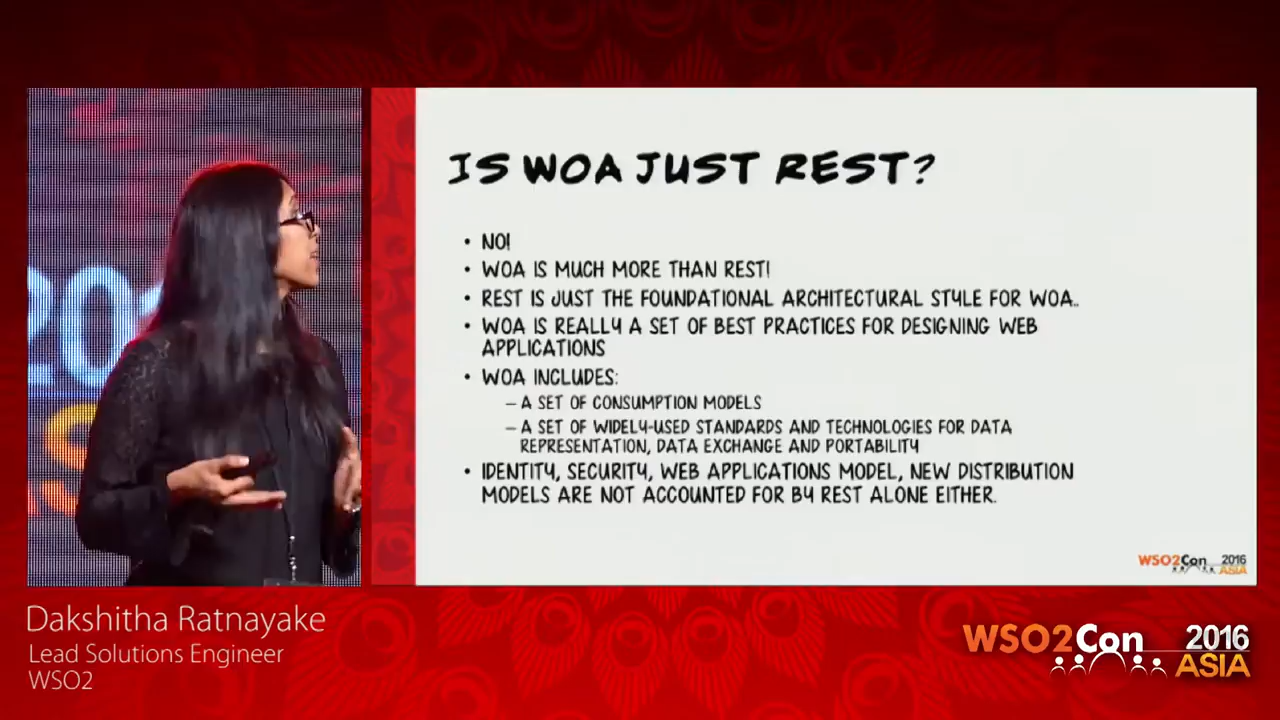 IS WOA JUST REST?
• NO!
• WOA IS MUCH MORE THAN REST!
• REST IS JUST THE FOUNDATIONAL ARCHITECTURAL STYLE FOR WOA..
• WOA IS REALLY A SET OF BEST PRACTICES FOR DESIGNING WEB
APPLICATIONS
• WOA INCLUDES:
– A SET OF CONSUMPTION MODELS
– A SET OF WIDELY-USED STANDARDS AND TECHNOLOGIES FOR DATA
REPRESENTATION, DATA EXCHANGE AND PORTABILITY
• IDENTITY, SECURITY, WEB APPLICATIONS MODEL, NEW DISTRIBUTION
MODELS ARE NOT ACCOUNTED FOR BY REST ALONE EITHER.
WSO2Con 2016
ASIA
Dakshitha Ratnayake
Lead Solutions Engineer
WSO2
WSO2Con 2016
ASIA